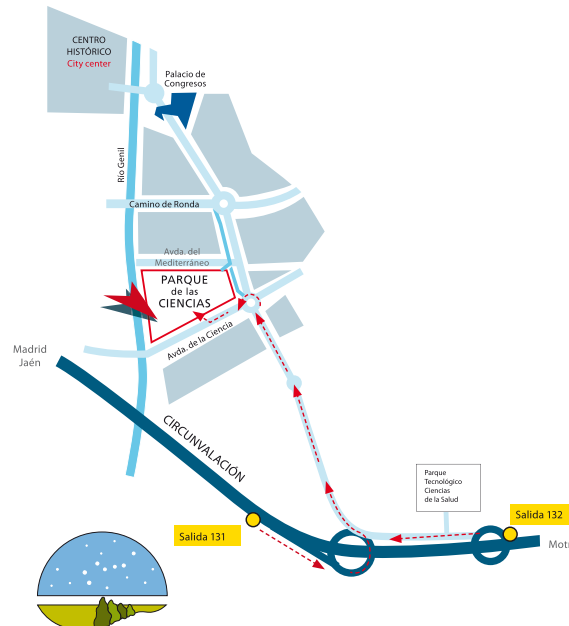 CENTRO
HISTÓRICO
City center
Palacio de
Congresos
Río Genil
Camino de Ronda
Avda. del
Mediterráneo
PARQUE
de las
CIENCIAS
Avda. de la Ciencia
Madrid
Jaén
CIRCUNVALACIÓN
Parque
Tecnológico
Ciencias
de la Salud
Salida 132
Salida 131